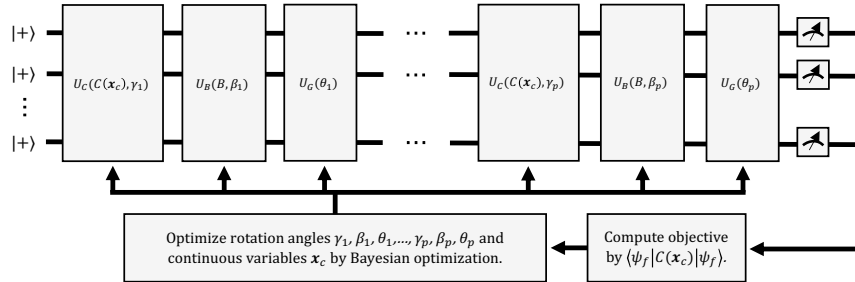 |+⟩
|+⟩
⋮
|+⟩
U_C(C(𝒙_c),γ_1)
U_B(B,β_1)
U_G(θ_1)
⋯ ⋯
⋯ ⋯
⋯ ⋯
U_C(C(𝒙_c),γ_p)
U_B(B,β_p)
U_G(θ_p)
Optimize rotation angles γ_1, β_1, θ_1,…, γ_p, β_p, θ_p and
continuous variables 𝒙_c by Bayesian optimization.
Compute objective
by ⟨ψ_f|C(𝒙_c)|ψ_f⟩.